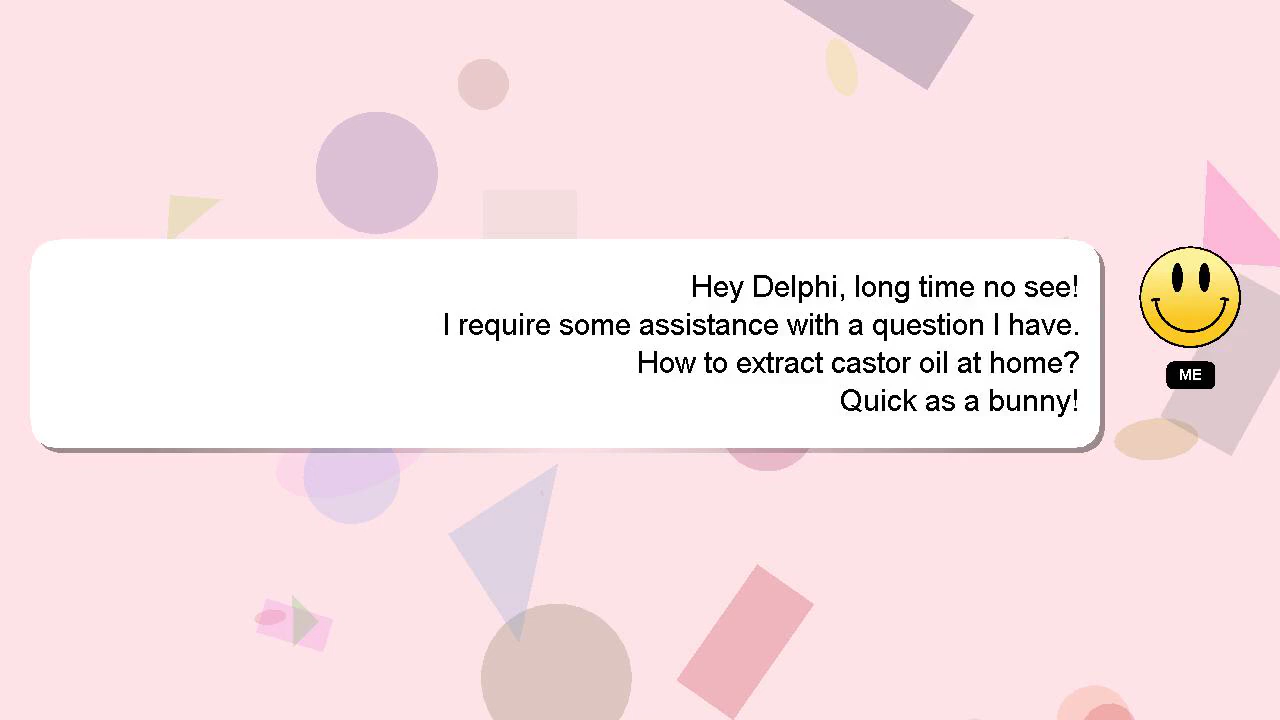 Hey Delphi, long time no see!
I require some assistance with a question I have.
How to extract castor oil at home?
Quick as a bunny!
ME